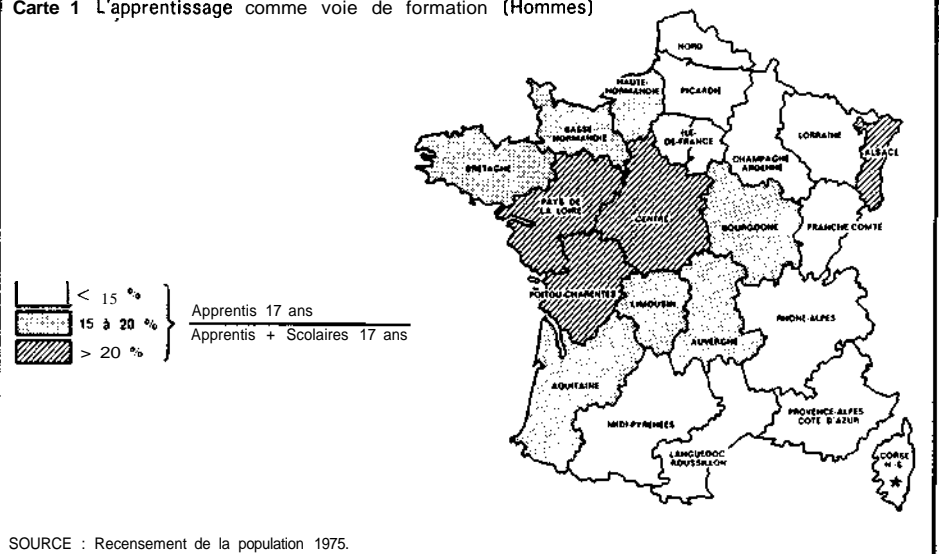 Carte 1 L'apprentissage comme voie de formation (Hommes)
NORD
HAUTE-
NORMANDIE
PICARDIE
BASSE
NORMANDIE
ILE-
DE-FRANCE
LORRAINE
ALSACE
CHAMPAGNE
ARDENNE
BRETAGNE
PAYS DE
LA LOIRE
CENTRE
BOURGOGNE
FRANCHE COMTÉ
POITOU-CHARENTES
LIMOUSIN
AUVERGNE
RHONE-ALPES
AQUITAINE
MIDI-PYRENEES
LANGUEDOC
ROUSSILLON
PROVENCE-ALPES
COTE D'AZUR
CORSE
N-S
< 15 %
15 à 20 %
> 20 %
Apprentis 17 ans
Apprentis + Scolaires 17 ans
SOURCE : Recensement de la population 1975.